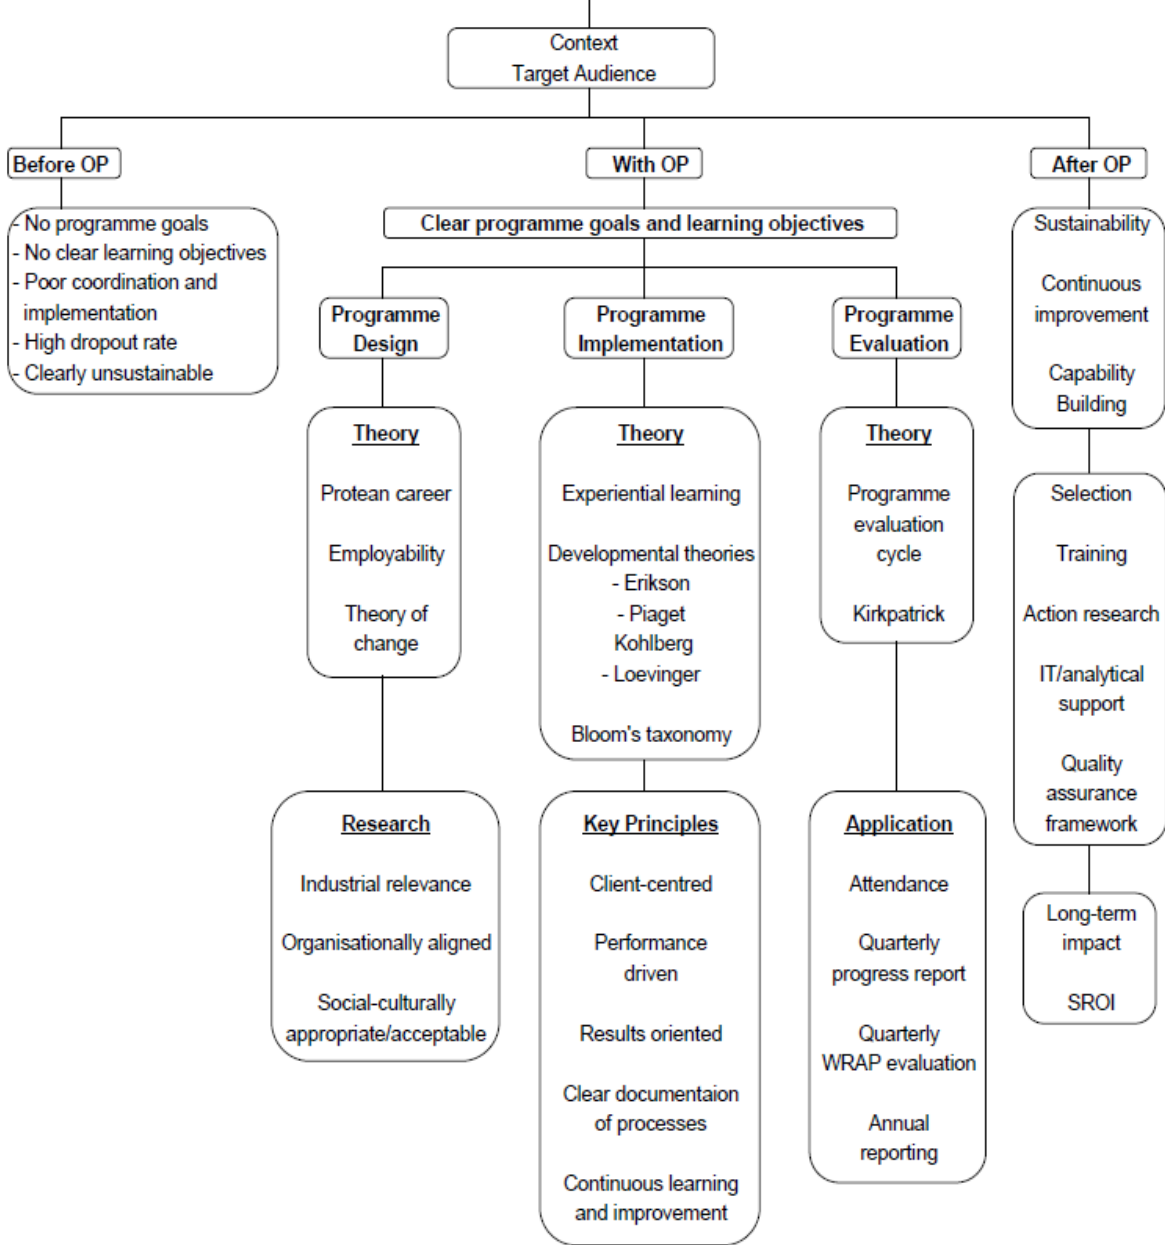 Context
Target Audience
Before OP
- No programme goals
- No clear learning objectives
- Poor coordination and
implementation
- High dropout rate
- Clearly unsustainable
With OP
Clear programme goals and learning objectives
Programme
Design
Theory
Protean career
Employability
Theory of
change
Research
Industrial relevance
Organisationally aligned
Social-culturally
appropriate/acceptable
Programme
Implementation
Theory
Experiential learning
Developmental theories
- Erikson
- Piaget
Kohlberg
- Loevinger
Bloom's taxonomy
Key Principles
Client-centred
Performance
driven
Results oriented
Clear documentaion
of processes
Continuous learning
and improvement
Programme
Evaluation
Theory
Programme
evaluation
cycle
Kirkpatrick
Application
Attendance
Quarterly
progress report
Quarterly
WRAP evaluation
Annual
reporting
After OP
Sustainability
Continuous
improvement
Capability
Building
Selection
Training
Action research
IT/analytical
support
Quality
assurance
framework
Long-term
impact
SROI